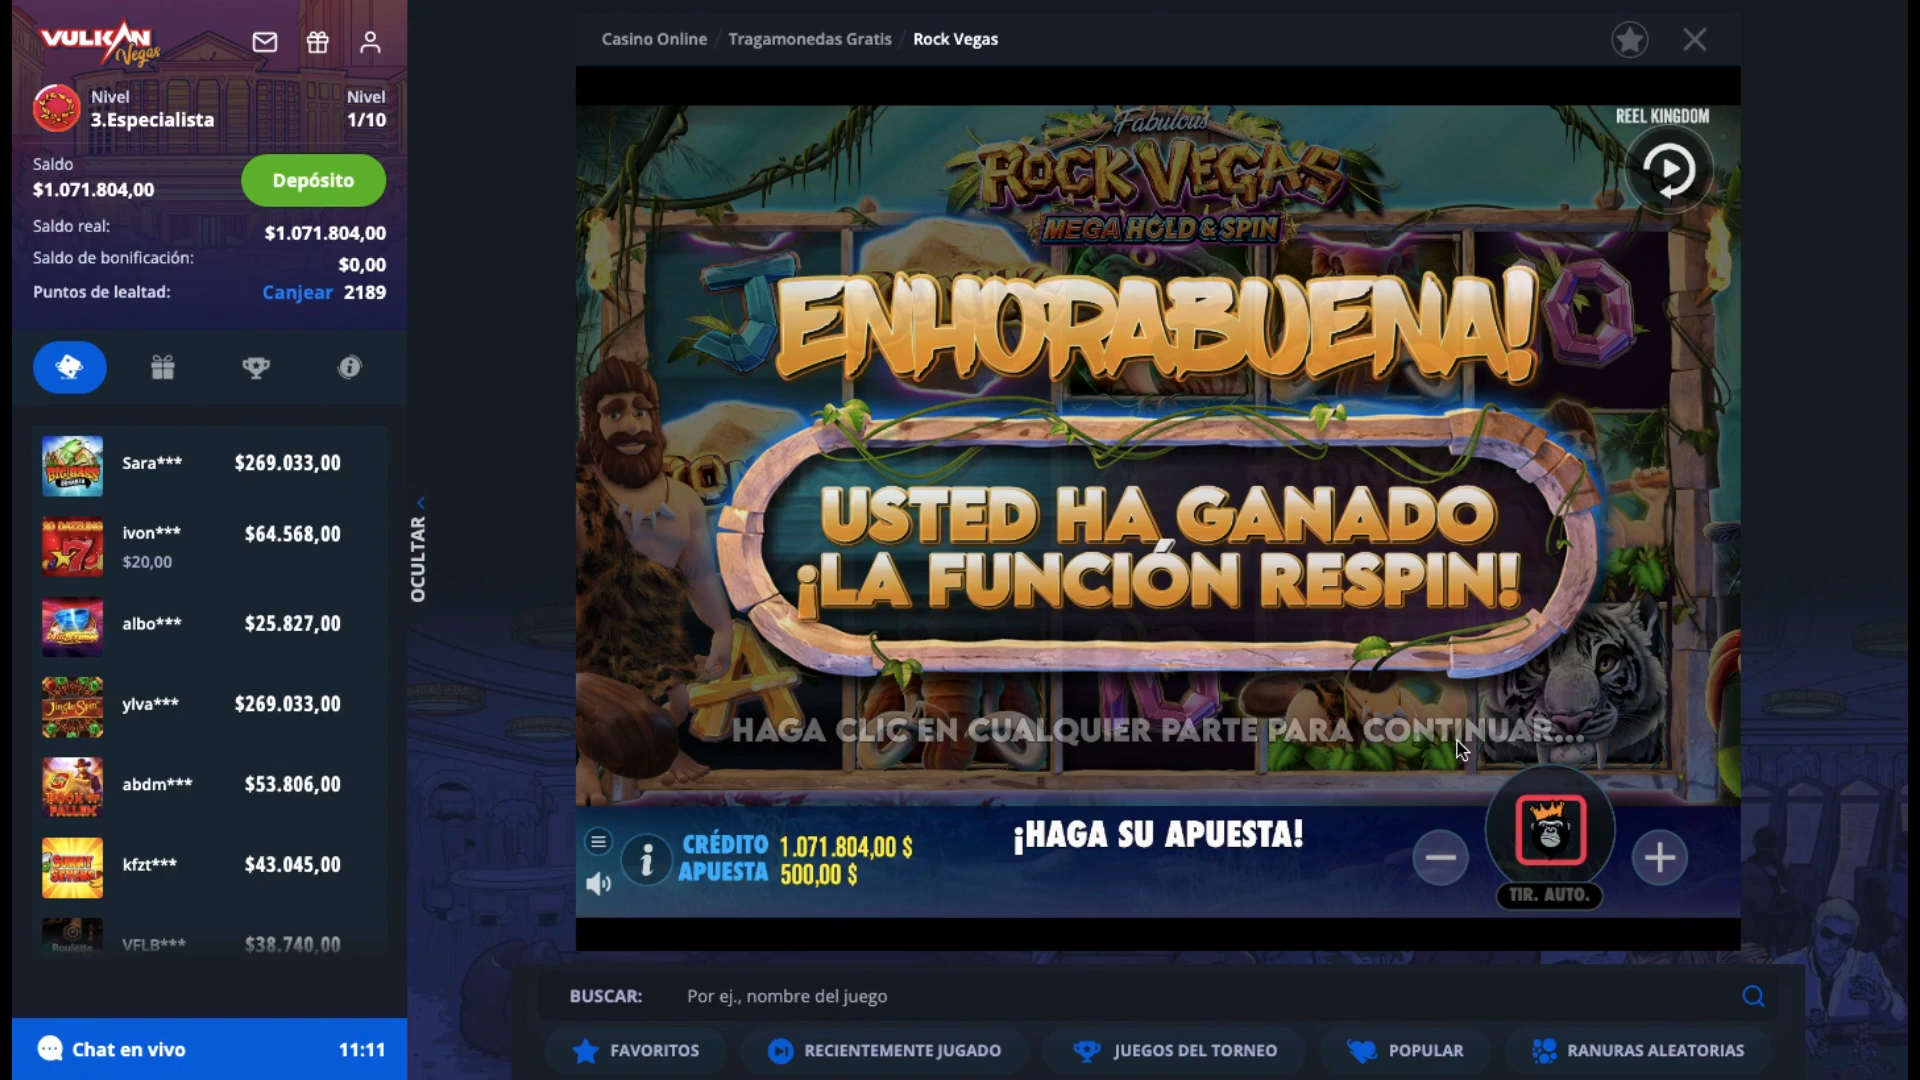 VULKAN
Vegas
Nivel
3.Especialista
Nivel
1/10
Saldo
$1.071.804,00
Depósito
Saldo real:
$1.071.804,00
Saldo de bonificación:
$0,00
Puntos de lealtad:
Canjear 2189
Sara***
$269.033,00
ivon***
$64.568,00
$20,00
albo***
$25.827,00
ylva***
$269.033,00
abdm***
$53.806,00
kfzt***
$43.045,00
VFLB***
$38.740,00
Chat en vivo
11:11
OCULTAR
Casino Online / Tragamonedas Gratis / Rock Vegas
REEL KINGDOM
Fabulous
ROCK VEGAS
MEGA HOLD & SPIN
ENHORABUENA!
USTED HA GANADO
¡LA FUNCIÓN RESPIN!
HAGA CLIC EN CUALQUIER PARTE PARA CONTINUAR...
CRÉDITO 1.071.804,00 $
APUESTA 500,00 $
¡HAGA SU APUESTA!
TIR. AUTO.
BUSCAR:
Por ej., nombre del juego
FAVORITOS
RECIENTEMENTE JUGADO
JUEGOS DEL TORNEO
POPULAR
RANURAS ALEATORIAS